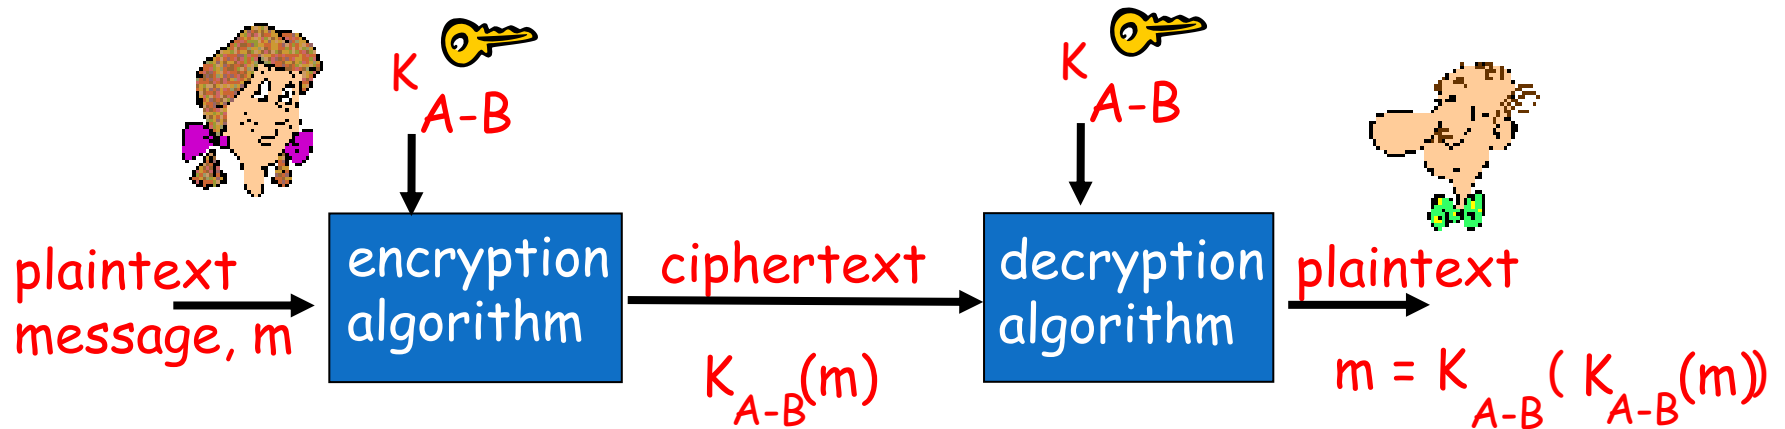 K A-B
K A-B
plaintext
message, m
encryption
algorithm
ciphertext
K A-B (m)
decryption
algorithm
plaintext
m = K A-B ( K A-B (m))